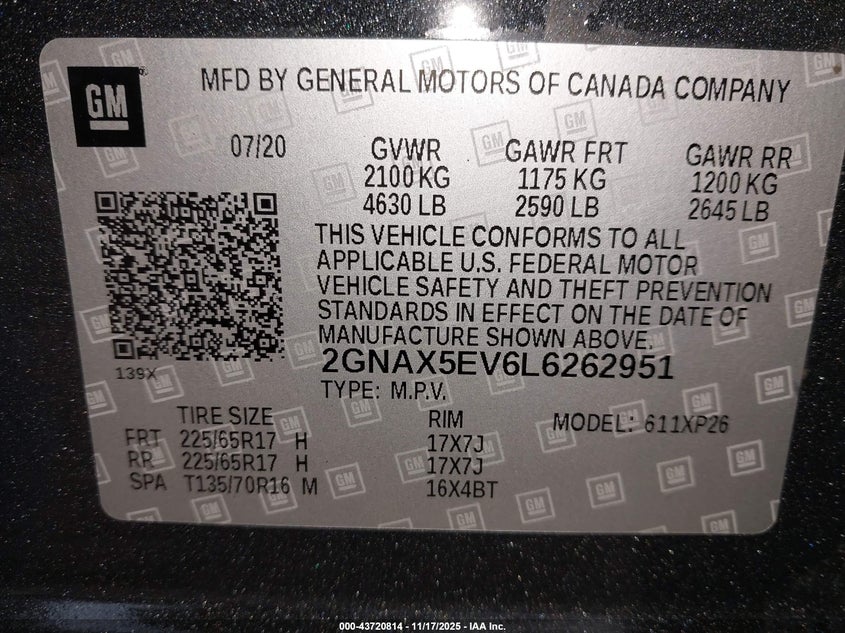 GM
MFD BY GENERAL MOTORS OF CANADA COMPANY
07/20
GVWR GAWR FRT GAWR RR
2100 KG 1175 KG 1200 KG
4630 LB 2590 LB 2645 LB
THIS VEHICLE CONFORMS TO ALL
APPLICABLE U.S. FEDERAL MOTOR
VEHICLE SAFETY AND THEFT PREVENTION
STANDARDS IN EFFECT ON THE DATE OF
MANUFACTURE SHOWN ABOVE.
2GNAX5EV6L6262951
139X
TYPE: M.P.V.
TIRE SIZE RIM MODEL: 611XP26
FRT 225/65R17 H 17X7J
RR 225/65R17 H 17X7J
SPA T135/70R16 M 16X4BT
000-43720814 - 11/17/2025 - IAA Inc.